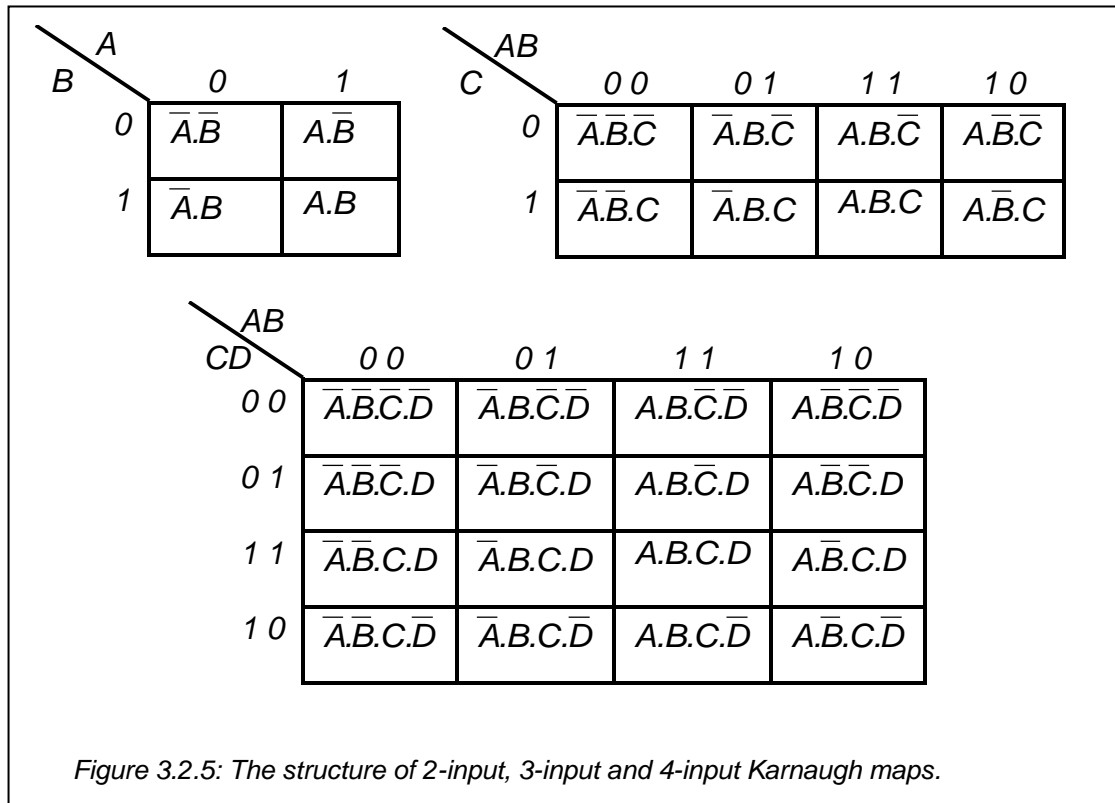 A
B 0 1
0 A̅.B̅ A.B̅
1 A̅.B A.B
AB
C 0 0 0 1 1 1 1 0
0 A̅.B̅.C̅ A̅.B.C̅ A.B.C̅ A.B̅.C̅
1 A̅.B̅.C A̅.B.C A.B.C A.B̅.C
AB
CD 0 0 0 1 1 1 1 0
0 0 A̅.B̅.C̅.D̅ A̅.B.C̅.D̅ A.B.C̅.D̅ A.B̅.C̅.D̅
0 1 A̅.B̅.C̅.D A̅.B.C̅.D A.B.C̅.D A.B̅.C̅.D
1 1 A̅.B̅.C.D A̅.B.C.D A.B.C.D A.B̅.C.D
1 0 A̅.B̅.C.D̅ A̅.B.C.D̅ A.B.C.D̅ A.B̅.C.D̅
Figure 3.2.5: The structure of 2-input, 3-input and 4-input Karnaugh maps.